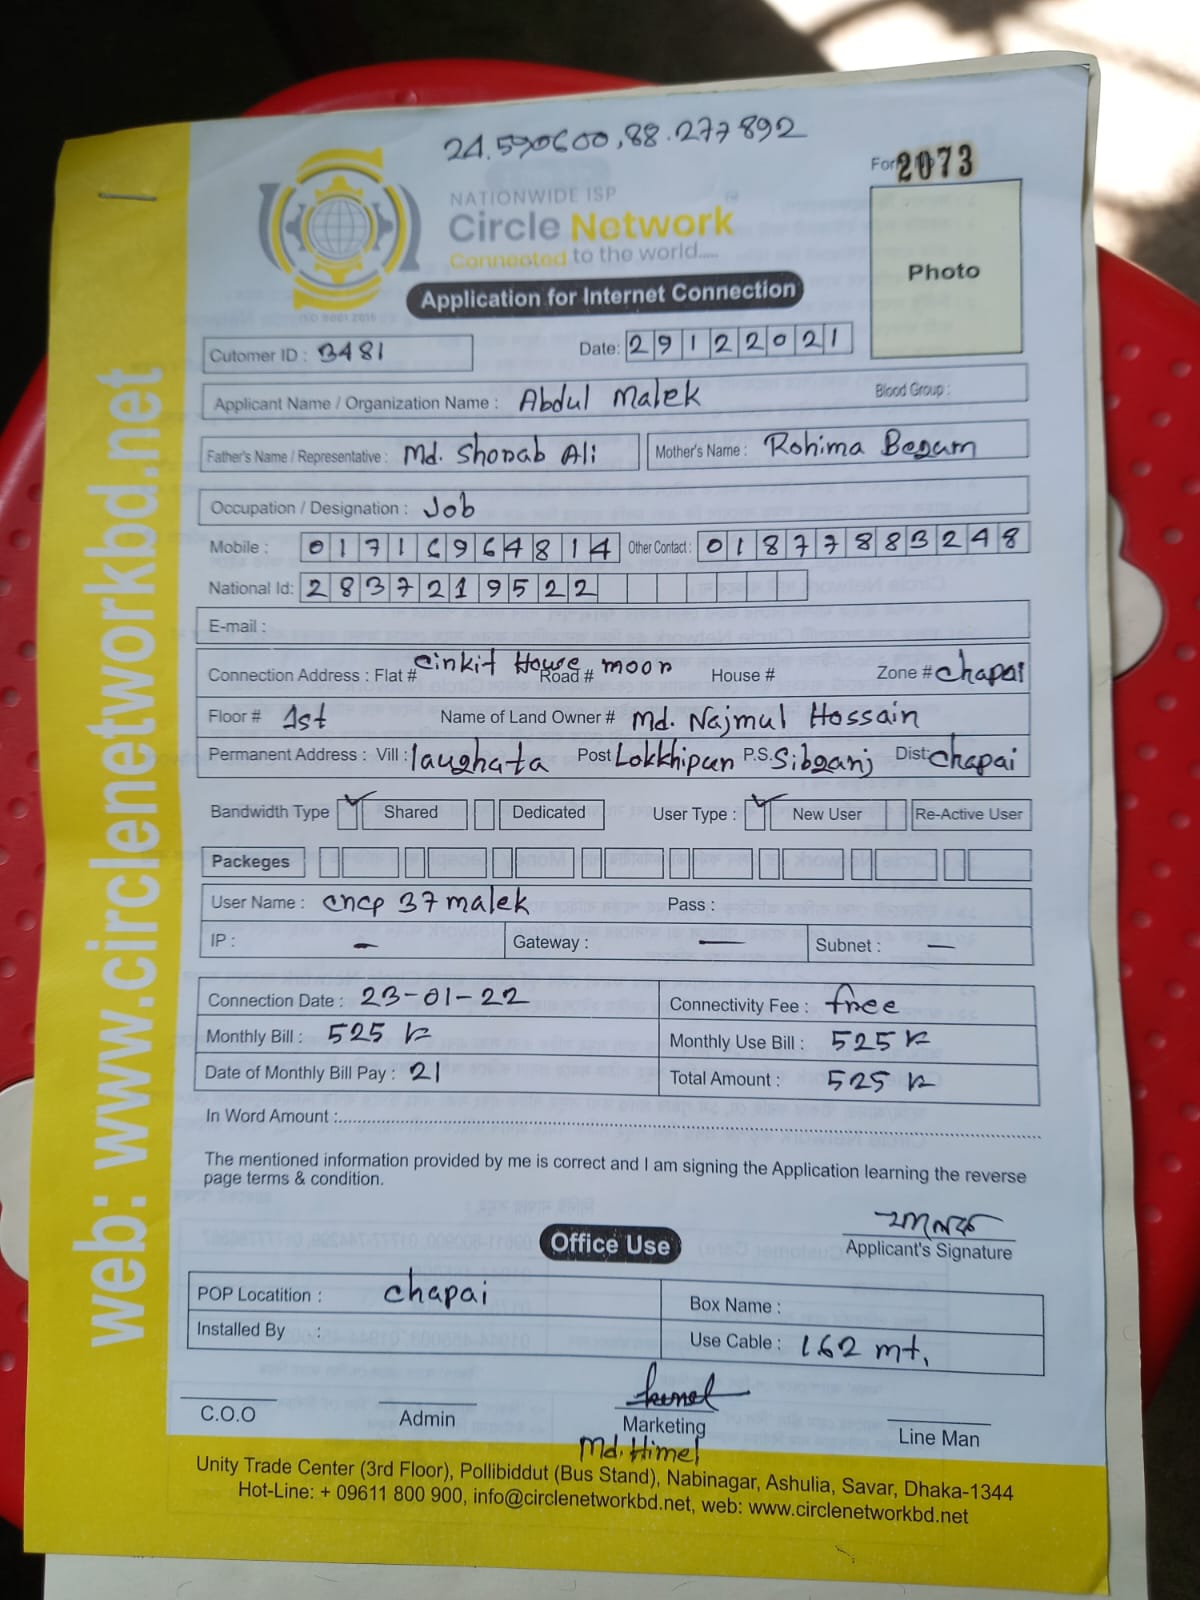 24.590600, 88.277892
For 2073
NATIONWIDE ISP
Circle Network
Connected to the world.....
ISO 9001:2015
Photo
Application for Internet Connection
Cutomer ID : 3481 Date: 29122021
Applicant Name / Organization Name : Abdul Malek Blood Group :
Father's Name / Representative : Md. Shonab Ali Mother's Name : Rohima Begum
Occupation / Designation : Job
Mobile : 01716964814 Other Contact : 01877883248
National Id: 2837219522
E-mail :
Connection Address : Flat # cinkit House Road # moon House # Zone # chapai
Floor # 1st Name of Land Owner # Md. Najmul Hossain
Permanent Address : Vill : laughata Post Lokkhipur P.S. Sibganj Dist: chapai
Bandwidth Type Shared Dedicated User Type : New User Re-Active User
Packeges
User Name : cncp 37 malek Pass :
IP : — Gateway : — Subnet : —
Connection Date : 23-01-22 Connectivity Fee : free
Monthly Bill : 525 Monthly Use Bill : 525
Date of Monthly Bill Pay : 21 Total Amount : 525
In Word Amount :
The mentioned information provided by me is correct and I am signing the Application learning the reverse
page terms & condition.
Applicant's Signature
Office Use
POP Locatition : chapai Box Name :
Installed By : Use Cable : 162 mt.
C.O.O Admin Marketing Line Man
Md. Himel
Unity Trade Center (3rd Floor), Pollibiddut (Bus Stand), Nabinagar, Ashulia, Savar, Dhaka-1344
Hot-Line: + 09611 800 900, info@circlenetworkbd.net, web: www.circlenetworkbd.net
web: www.circlenetworkbd.net